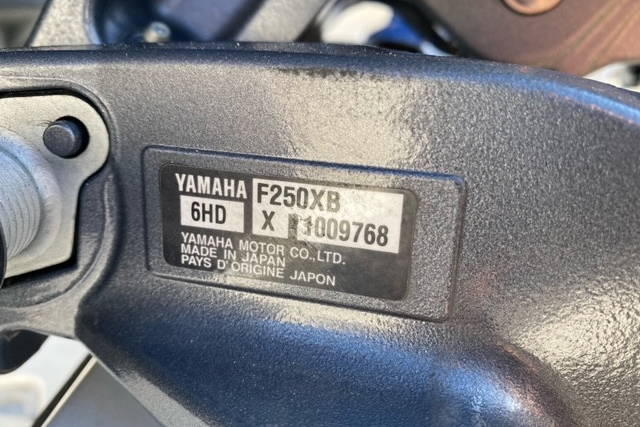 YAMAHA F250XB
6HD X 1009768
YAMAHA MOTOR CO.,LTD.
MADE IN JAPAN
PAYS D'ORIGINE JAPON